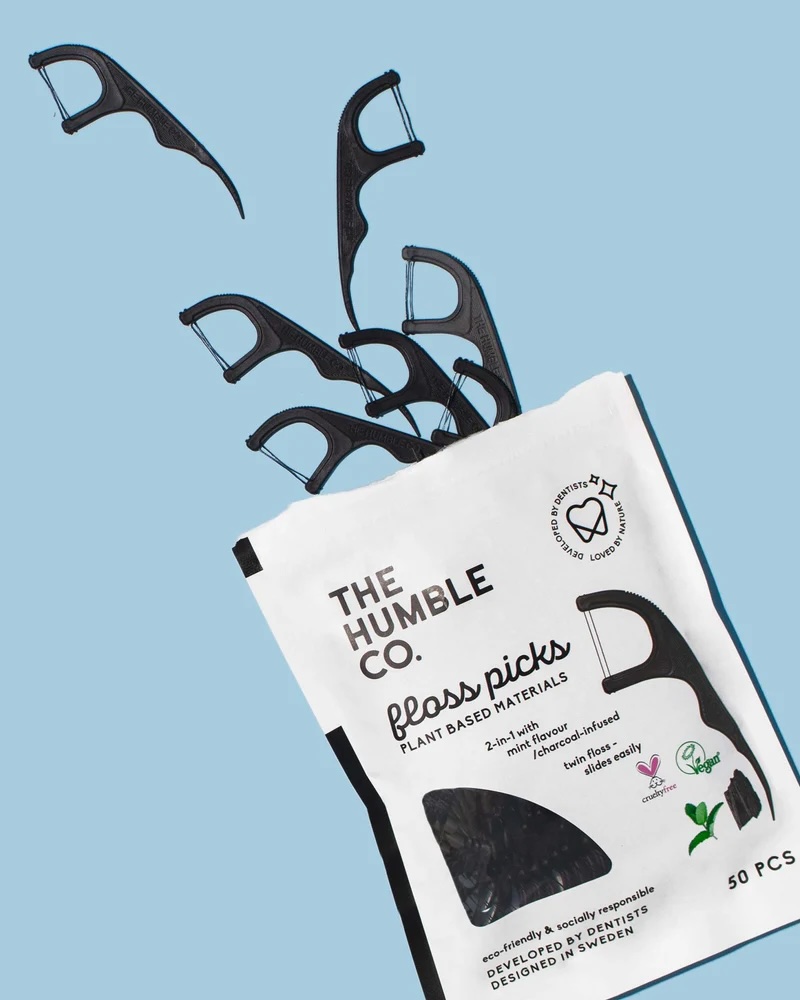 DEVELOPED BY DENTISTS
LOVED BY NATURE
THE
HUMBLE
CO.
floss picks
PLANT BASED MATERIALS
2-in-1 with
mint flavour
/charcoal-infused
twin floss -
slides easily
crueltyfree
Vegan
50 PCS
eco-friendly & socially responsible
DEVELOPED BY DENTISTS
DESIGNED IN SWEDEN